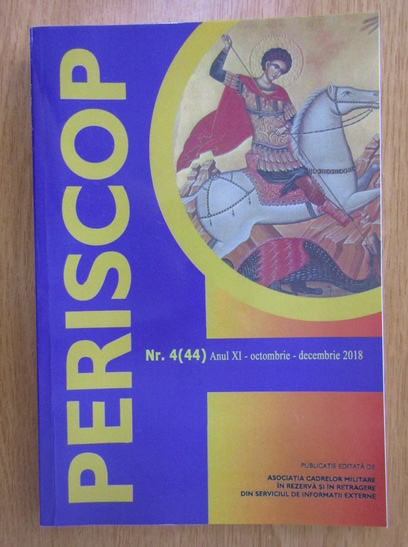 PERISCOP
Nr. 4(44) Anul XI - octombrie - decembrie 2018
PUBLICAȚIE EDITATĂ DE
ASOCIAȚIA CADRELOR MILITARE
ÎN REZERVĂ ȘI ÎN RETRAGERE
DIN SERVICIUL DE INFORMAȚII EXTERNE